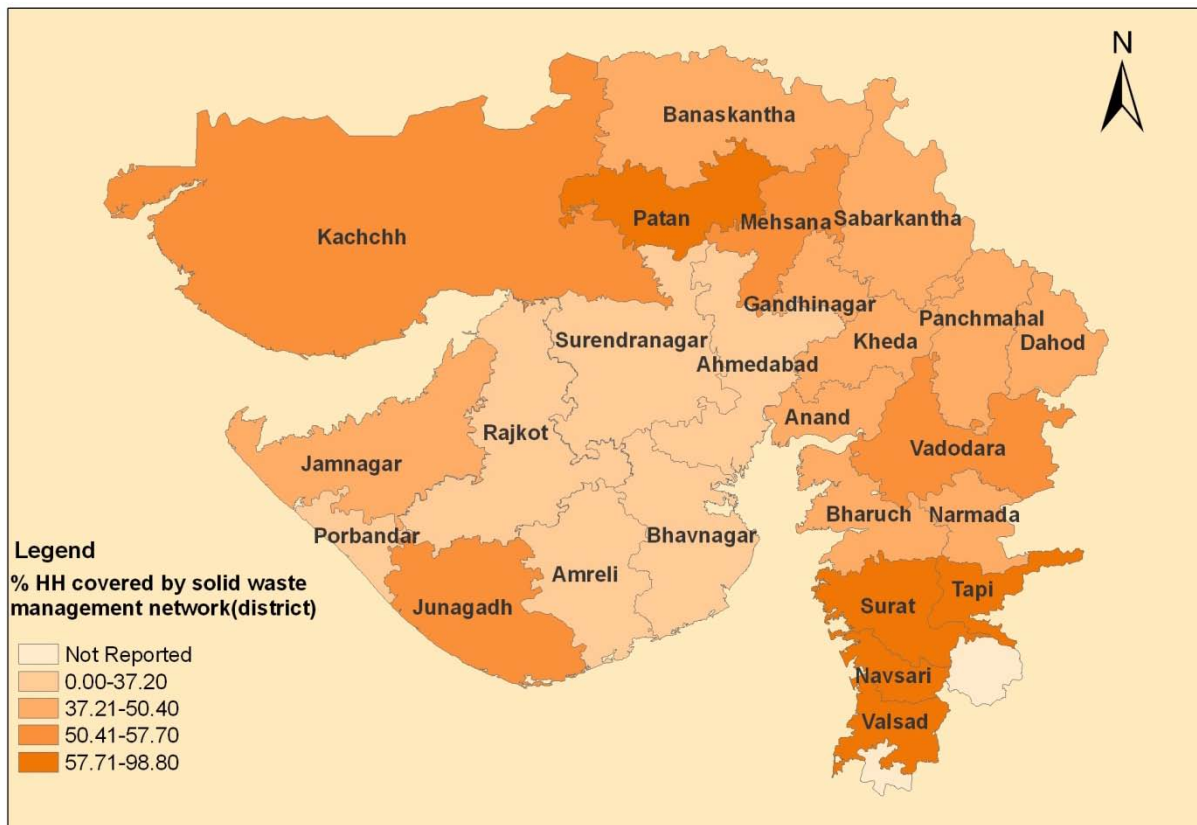 N
Banaskantha
Patan
Mehsana
Sabarkantha
Kachchh
Gandhinagar
Panchmahal
Surendranagar
Kheda
Dahod
Ahmedabad
Anand
Rajkot
Vadodara
Jamnagar
Bharuch
Narmada
Porbandar
Bhavnagar
Amreli
Tapi
Junagadh
Surat
Navsari
Valsad
Legend
% HH covered by solid waste
management network(district)
Not Reported
0.00-37.20
37.21-50.40
50.41-57.70
57.71-98.80